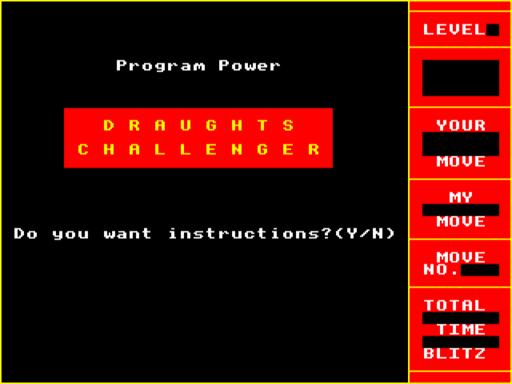 Program Power
D R A U G H T S
C H A L L E N G E R
Do you want instructions?(Y/N)
LEVEL
YOUR
MOVE
MY
MOVE
MOVE
NO.
TOTAL
TIME
BLITZ